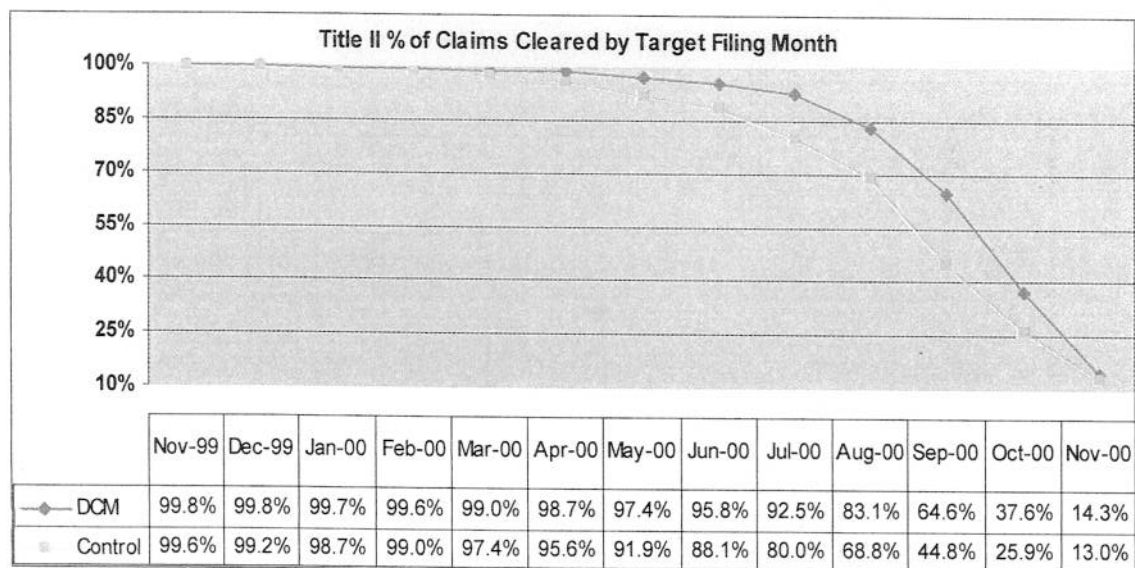 Title II % of Claims Cleared by Target Filing Month
100%
85%
70%
55%
40%
25%
10%
Nov-99 Dec-99 Jan-00 Feb-00 Mar-00 Apr-00 May-00 Jun-00 Jul-00 Aug-00 Sep-00 Oct-00 Nov-00
DCM 99.8% 99.8% 99.7% 99.6% 99.0% 98.7% 97.4% 95.8% 92.5% 83.1% 64.6% 37.6% 14.3%
Control 99.6% 99.2% 98.7% 99.0% 97.4% 95.6% 91.9% 88.1% 80.0% 68.8% 44.8% 25.9% 13.0%